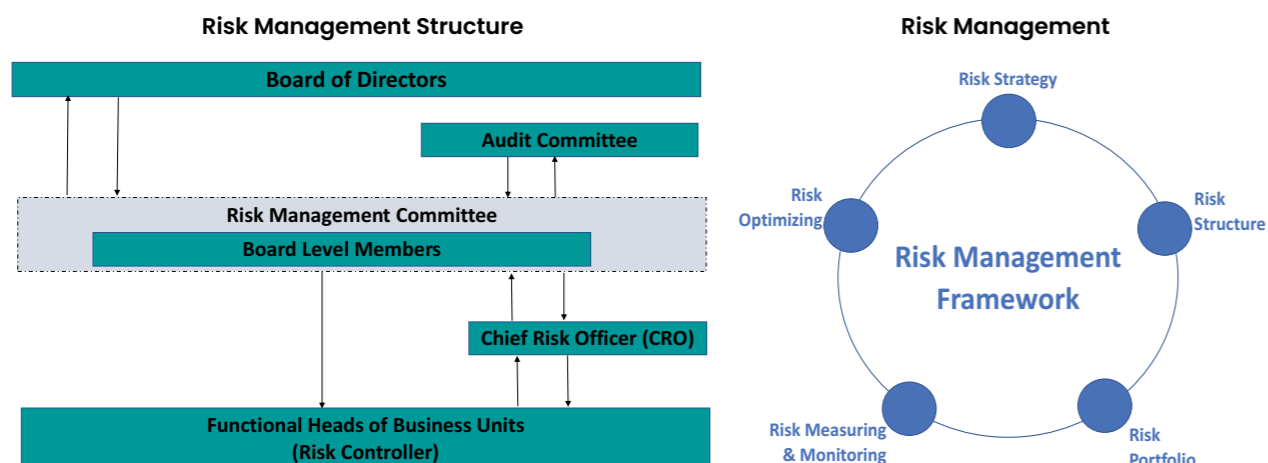 Risk Management Structure
Board of Directors
Audit Committee
Risk Management Committee
Board Level Members
Chief Risk Officer (CRO)
Functional Heads of Business Units
(Risk Controller)
Risk Management
Risk Strategy
Risk
Optimizing
Risk
Structure
Risk Management
Framework
Risk Measuring
& Monitoring
Risk
Portfolio